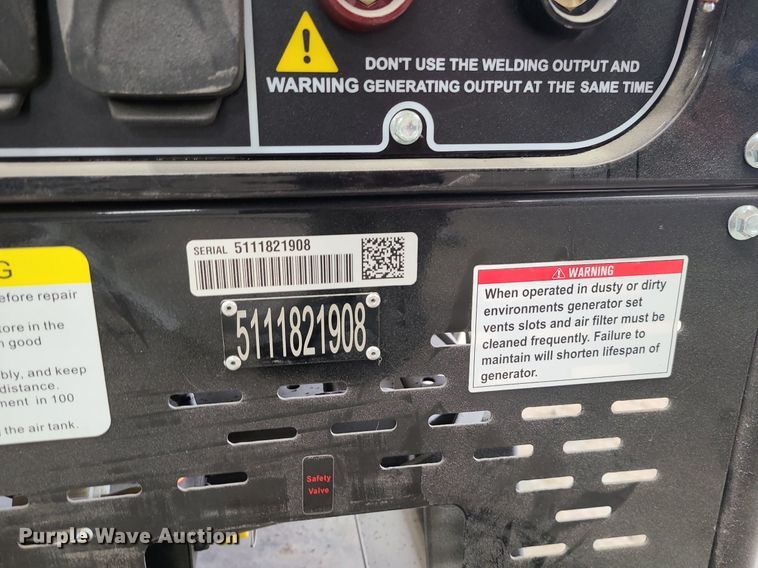 DON'T USE THE WELDING OUTPUT AND
WARNING GENERATING OUTPUT AT THE SAME TIME
SERIAL 5111821908
5111821908
G
efore repair
tore in the
good
bly, and keep
distance.
ment in 100
the air tank.
WARNING
When operated in dusty or dirty
environments generator set
vents slots and air filter must be
cleaned frequently. Failure to
maintain will shorten lifespan of
generator.
Safety
Valve
Purple Wave Auction